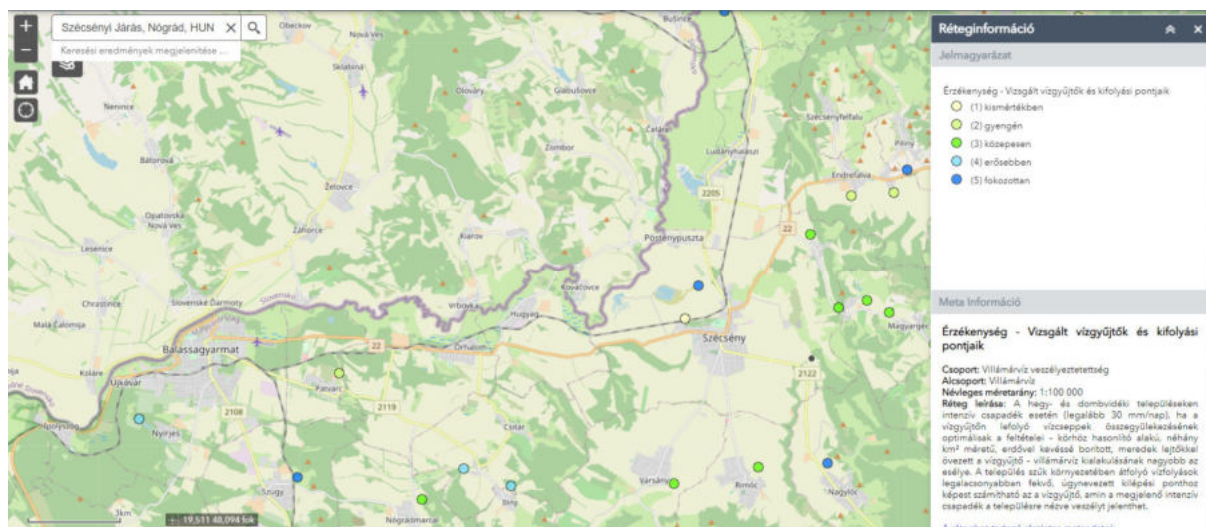 Szécsényi Járás, Nógrád, HUN
Keresési eredmények megjelenítése ...
Obeckov
Nová Ves
Sklabiná
Nenince
Bátorová
Opatovská Nová Ves
Lesenice
Želovce
Záhorce
Chrastince
Malá Čalomija
Slovenské Ďarmoty
Koláre
Balassagyarmat
Újkóvár
Ipolyszög
Nyírjes
2108
22
Patvarc
2119
Szügy
Nógrádmarcal
Iliny
Csitár
Őrhalom
Hugyag
Vrbovka
Kováčovce
Kiarov
Olováry
Glabušovce
Zombor
Čeláre
Bušince
Ludányhalászi
2205
Pösténypuszta
Szécsény
22
2122
Varsány
Rimóc
Nagylóc
Szécsényfelfalu
Endrefalva
Piliny
Magyargéc
3km
19,511 48,094 fok
Réteginformáció
Jelmagyarázat
Érzékenység - Vizsgált vízgyűjtők és kifolyási pontjaik
(1) kismértékben
(2) gyengén
(3) közepesen
(4) erősebben
(5) fokozottan
Meta Információ
Érzékenység - Vizsgált vízgyűjtők és kifolyási
pontjaik
Csoport: Villámárvíz veszélyeztetettség
Alcsoport: Villámárvíz
Névleges méretarány: 1:100 000
Réteg leírása: A hegy- és dombvidéki településeken
intenzív csapadék esetén (legalább 30 mm/nap), ha a
vízgyűjtőn lefolyó vízcseppek összegyülekezésének
optimálisak a feltételei - körhöz hasonlító alakú, néhány
km² méretű, erdővel kevéssé borított, meredek lejtőkkel
övezett a vízgyűjtő - villámárvíz kialakulásának nagyobb az
esélye. A település szűk környezetében átfolyó vízfolyások
legalacsonyabban fekvő, úgynevezett kilépési ponthoz
képest számítható az a vízgyűjtő, amin a megjelenő intenzív
csapadék a településre nézve veszélyt jelenthet.